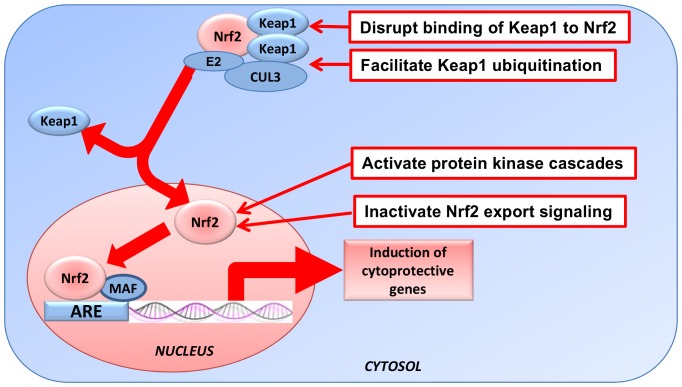 Keap1
Nrf2
Keap1
E2
CUL3
Disrupt binding of Keap1 to Nrf2
Facilitate Keap1 ubiquitination
Keap1
Activate protein kinase cascades
Nrf2
Inactivate Nrf2 export signaling
Induction of
cytoprotective
genes
Nrf2
MAF
ARE
NUCLEUS
CYTOSOL